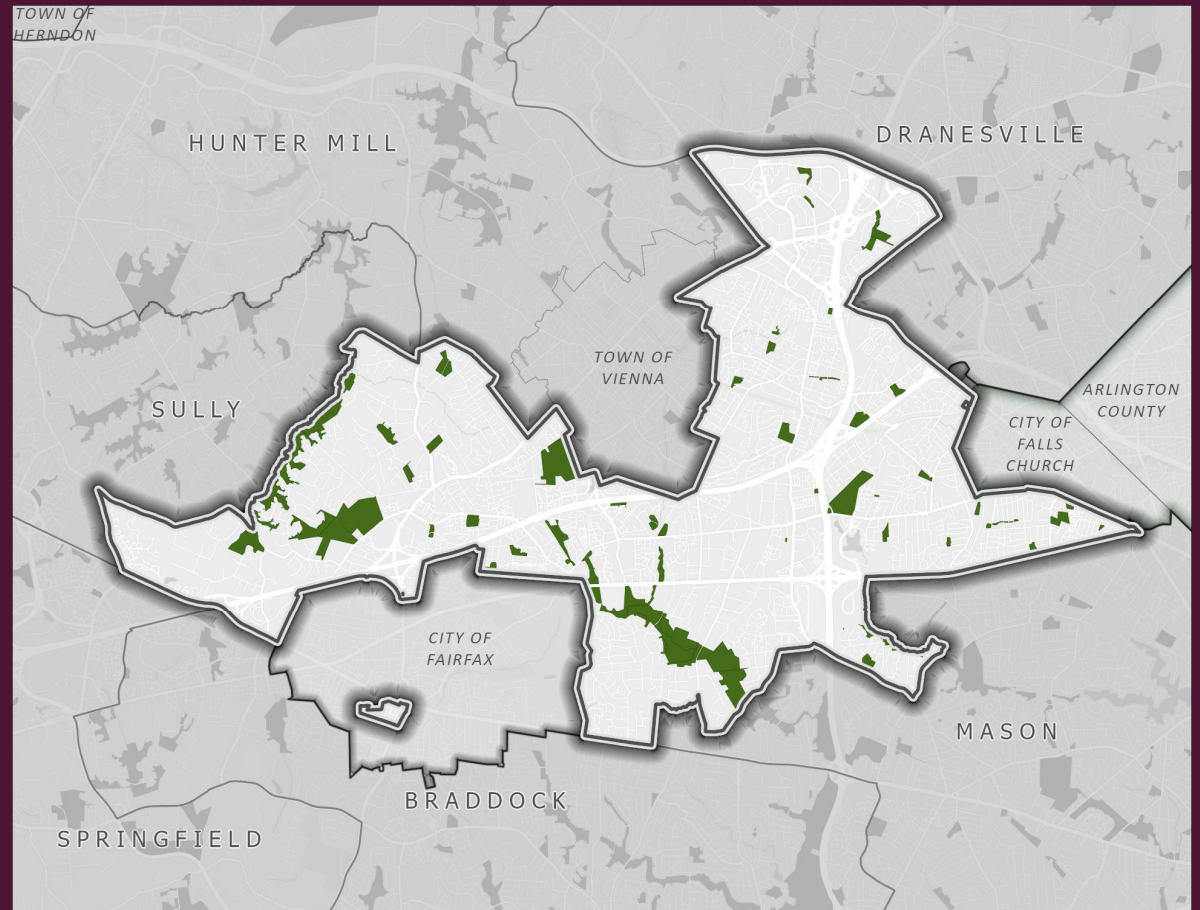 TOWN OF
HERNDON
HUNTER MILL
DRANESVILLE
TOWN OF
VIENNA
SULLY
ARLINGTON
COUNTY
CITY OF
FALLS
CHURCH
CITY OF
FAIRFAX
MASON
BRADDOCK
SPRINGFIELD